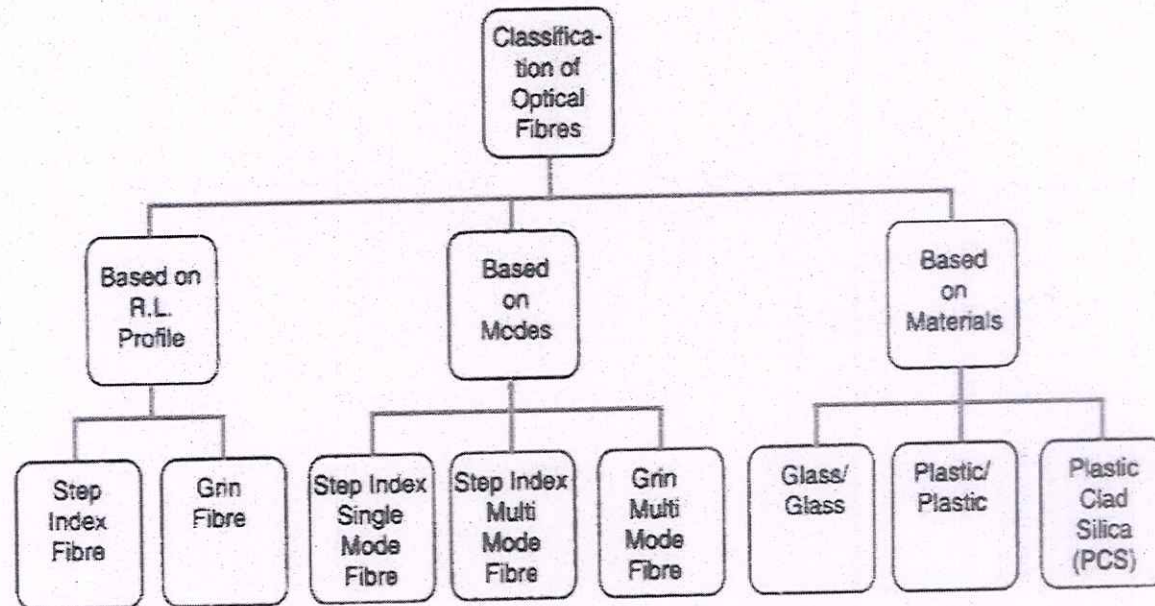 Classifica-
tion of
Optical
Fibres
Based on
R.L.
Profile
Based
on
Modes
Based
on
Materials
Step
Index
Fibre
Grin
Fibre
Step Index
Single
Mode
Fibre
Step Index
Multi
Mode
Fibre
Grin
Multi
Mode
Fibre
Glass/
Glass
Plastic/
Plastic
Plastic
Clad
Silica
(PCS)